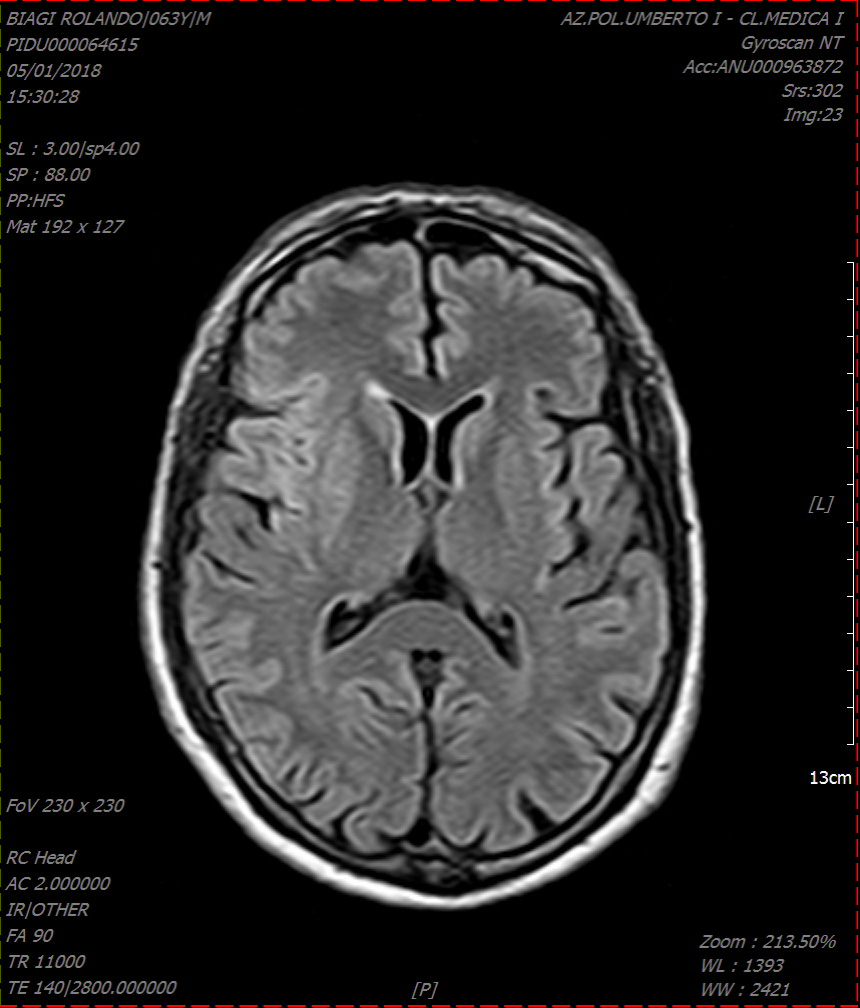 BIAGI ROLANDO|063Y|M
PIDU000064615
05/01/2018
15:30:28
AZ.POL.UMBERTO I - CL.MEDICA I
Gyroscan NT
Acc:ANU000963872
Srs:302
Img:23
SL : 3.00|sp4.00
SP : 88.00
PP:HFS
Mat 192 x 127
[L]
13cm
FoV 230 x 230
RC Head
AC 2.000000
IR|OTHER
FA 90
TR 11000
TE 140|2800.000000
[P]
Zoom : 213.50%
WL : 1393
WW : 2421